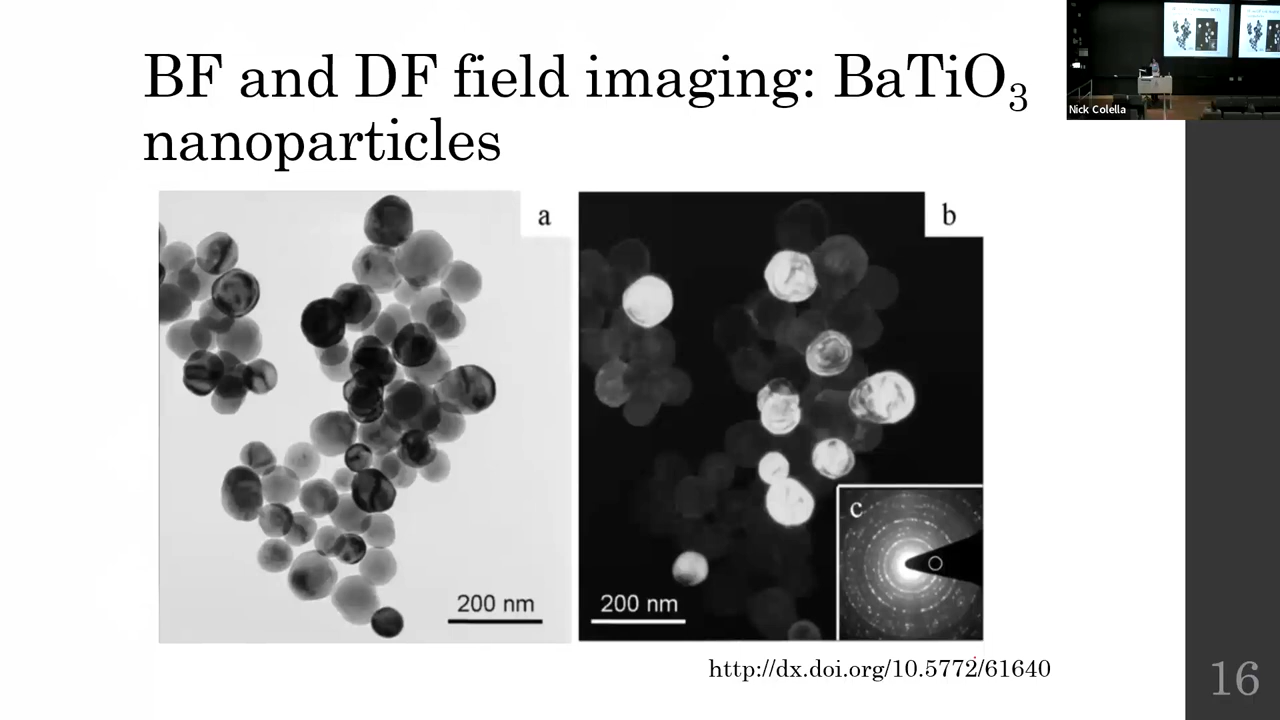 BF and DF field imaging: BaTiO₃
nanoparticles
Nick Colella
a
b
c
200 nm
200 nm
http://dx.doi.org/10.5772/61640
16